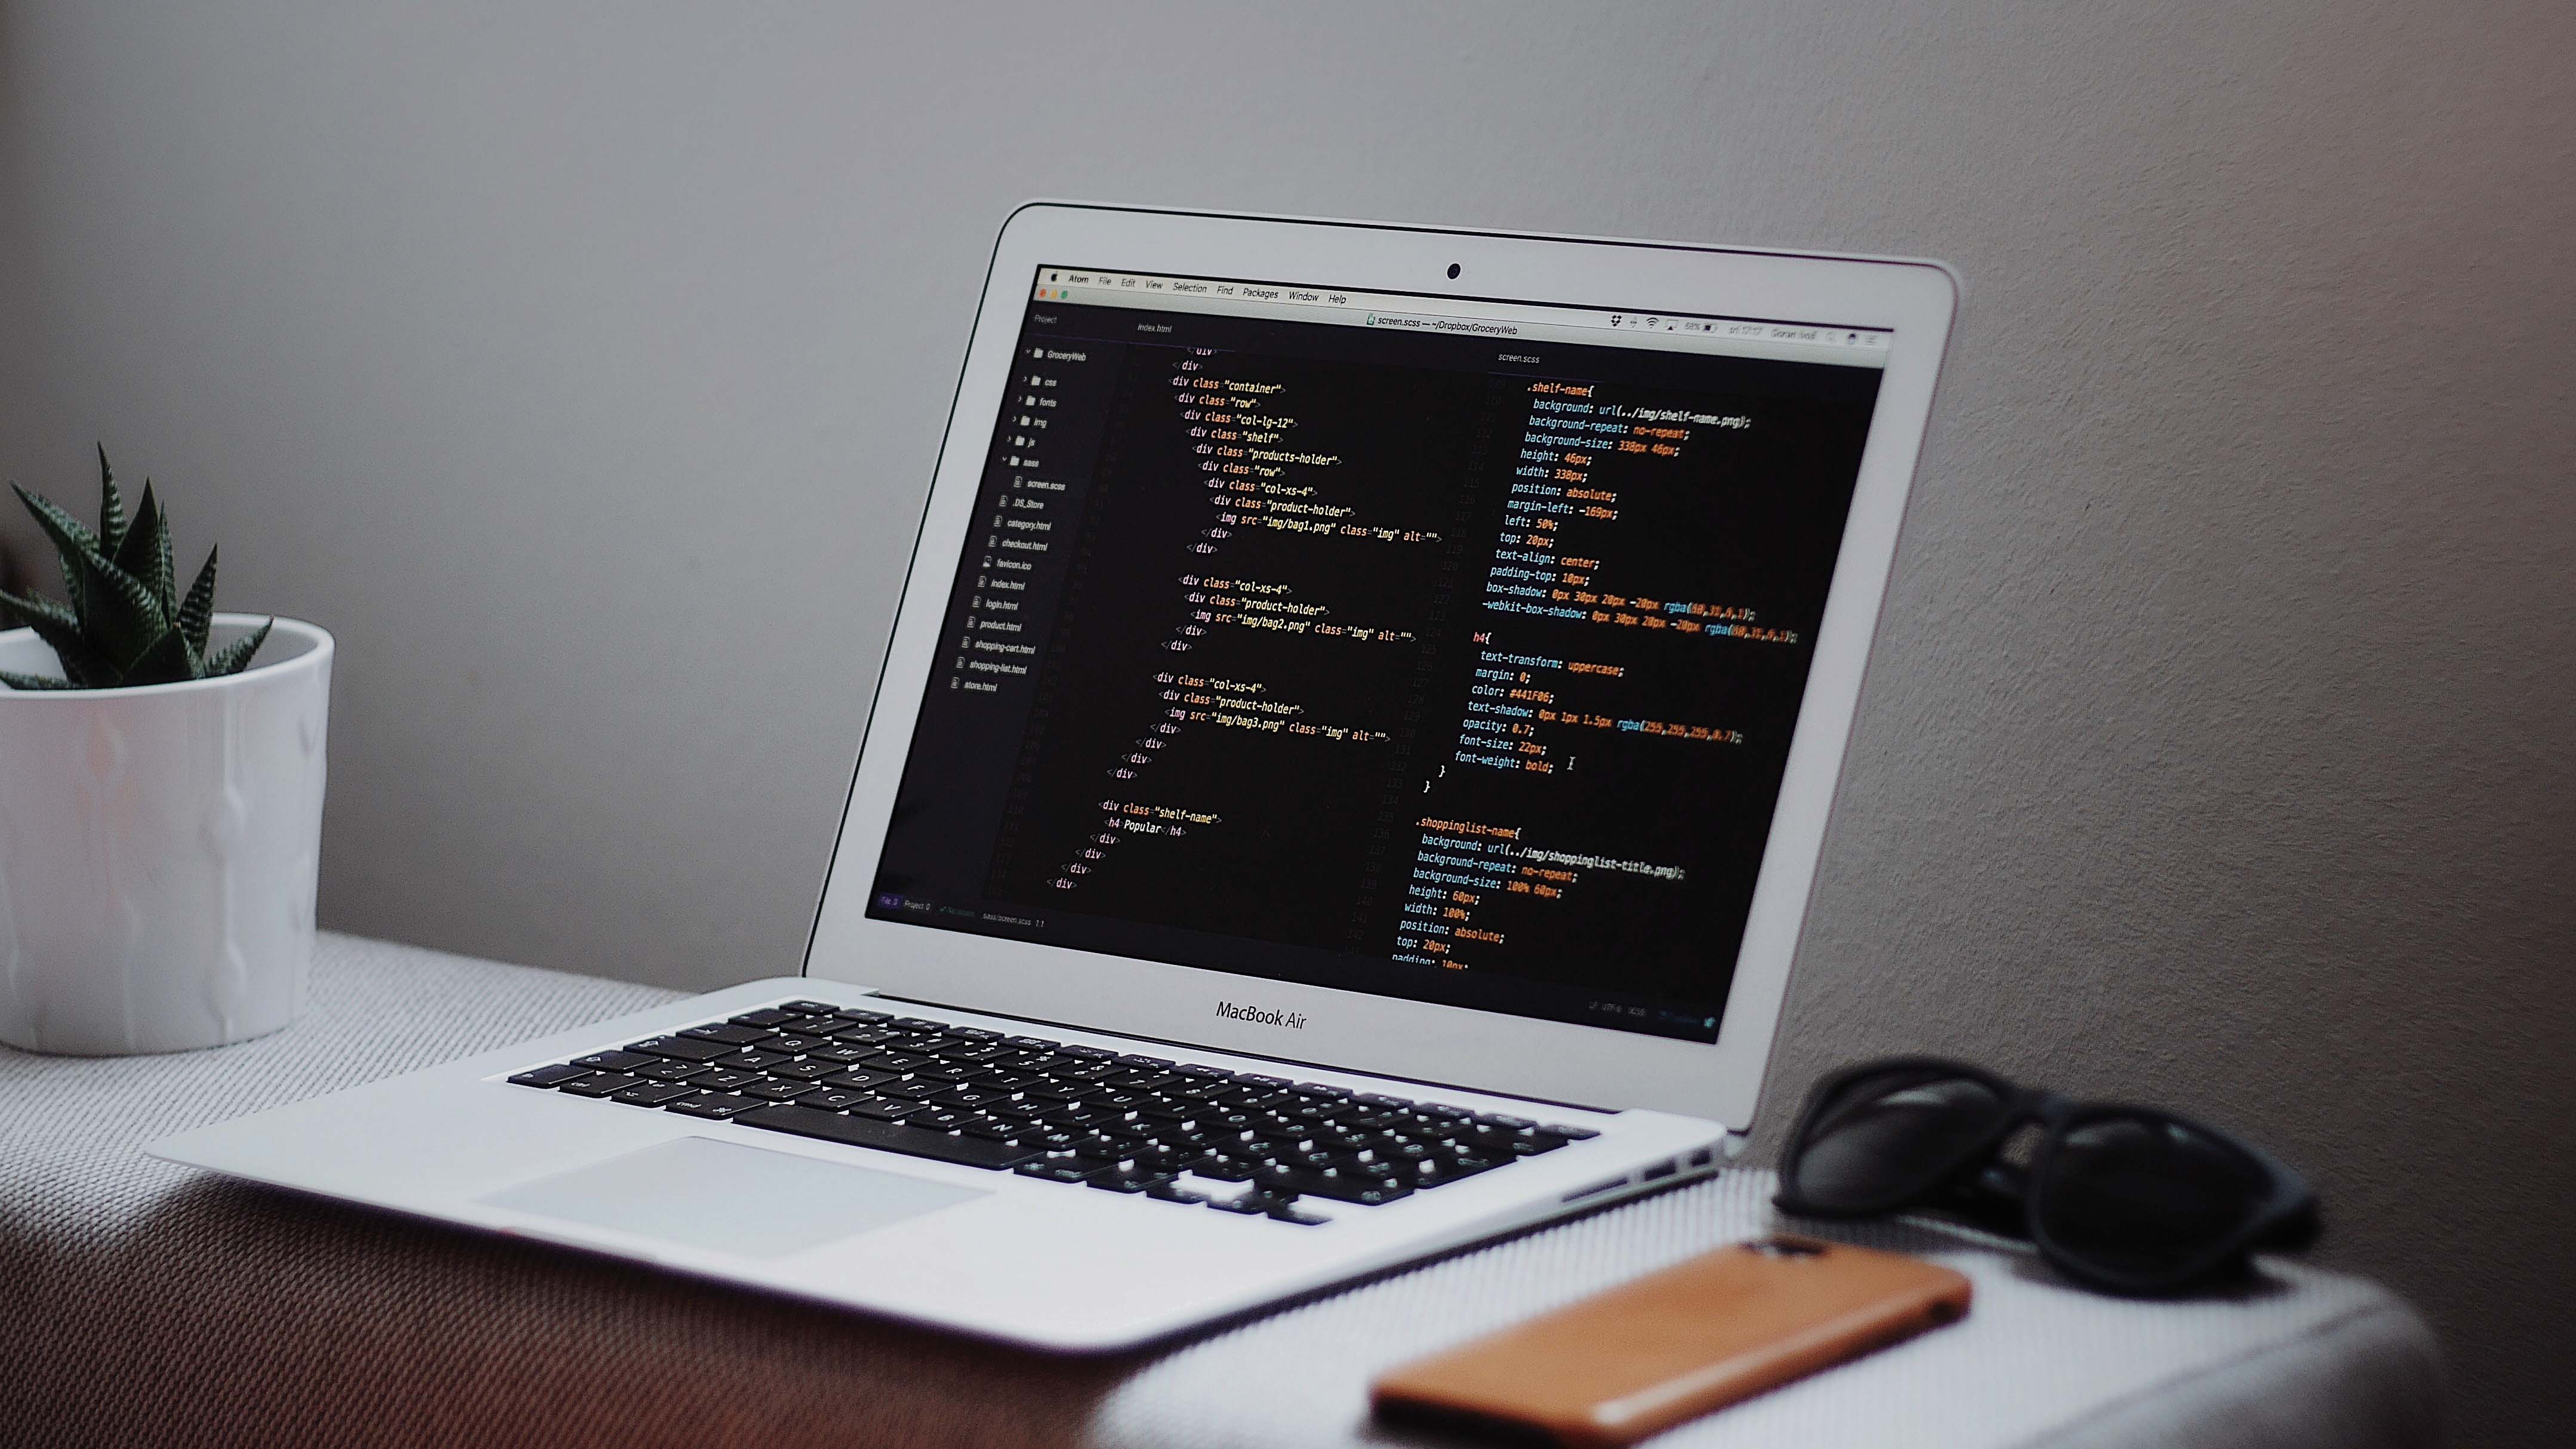 Atom File Edit View Selection Find Packages Window Help
screen.scss — ~/Dropbox/GroceryWeb
Project
GroceryWeb
css
fonts
img
js
sass
screen.scss
.DS_Store
category.html
checkout.html
favicon.ico
index.html
login.html
product.html
shopping-cart.html
shopping-list.html
store.html
index.html
</div>
</div>
<div class="container">
<div class="row">
<div class="col-lg-12">
<div class="shelf">
<div class="products-holder">
<div class="row">
<div class="col-xs-4">
<div class="product-holder">
<img src="img/bag1.png" class="img" alt="">
</div>
</div>
<div class="col-xs-4">
<div class="product-holder">
<img src="img/bag2.png" class="img" alt="">
</div>
</div>
<div class="col-xs-4">
<div class="product-holder">
<img src="img/bag3.png" class="img" alt="">
</div>
</div>
</div>
</div>
<div class="shelf-name">
<h4>Popular</h4>
</div>
</div>
</div>
</div>
screen.scss
.shelf-name{
background: url(../img/shelf-name.png);
background-repeat: no-repeat;
background-size: 338px 46px;
height: 46px;
width: 338px;
position: absolute;
margin-left: -169px;
left: 50%;
top: 20px;
text-align: center;
padding-top: 10px;
box-shadow: 0px 30px 20px -20px
-webkit-box-shadow: 0px 30px 20px -20px
h4{
text-transform: uppercase;
margin: 0;
color: #441F06;
text-shadow: 0px 1px 1.5px rgba(255,255,255,0.7);
opacity: 0.7;
font-size: 22px;
font-weight: bold;
}
}
.shoppinglist-name{
background: url(../img/shoppinglist-title.png);
background-repeat: no-repeat;
background-size: 100% 60px;
height: 60px;
width: 100%;
position: absolute;
top: 20px;
padding: 10px;
File 0 Project 0 sass/screen.scss 1:1
MacBook Air